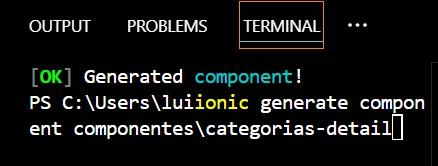 OUTPUT PROBLEMS TERMINAL ...
[OK] Generated component!
PS C:\Users\luiionic generate compon
ent componentes\categorias-detail